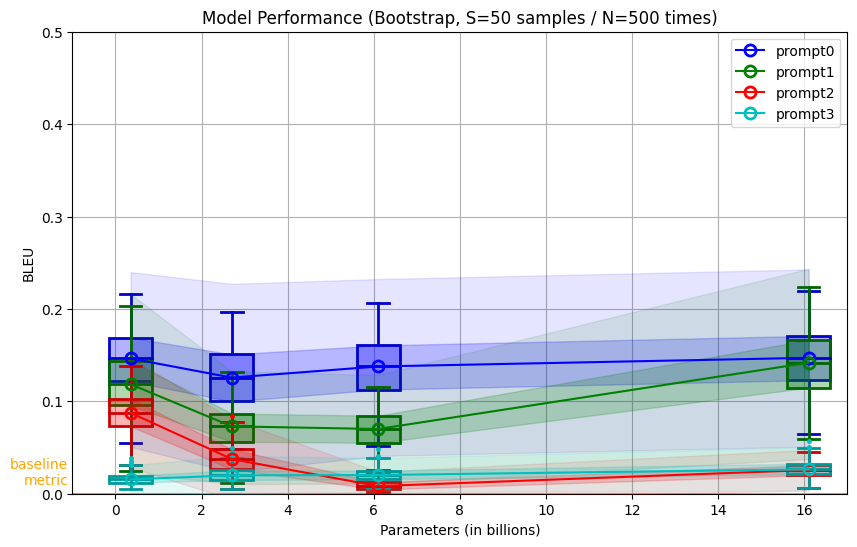 Model Performance (Bootstrap, S=50 samples / N=500 times)
0.5
0.4
0.3
0.2
0.1
0.0
BLEU
baseline
metric
prompt0
prompt1
prompt2
prompt3
0
2
4
6
8
10
12
14
16
Parameters (in billions)